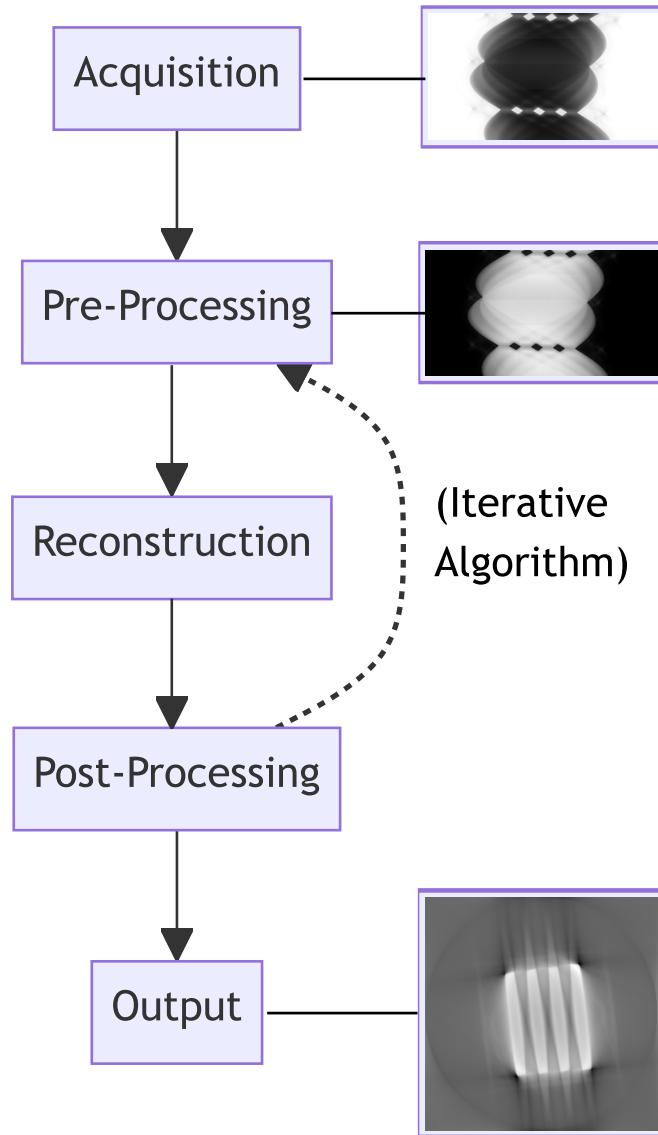 Acquisition
Pre-Processing
(Iterative
Algorithm)
Reconstruction
Post-Processing
Output